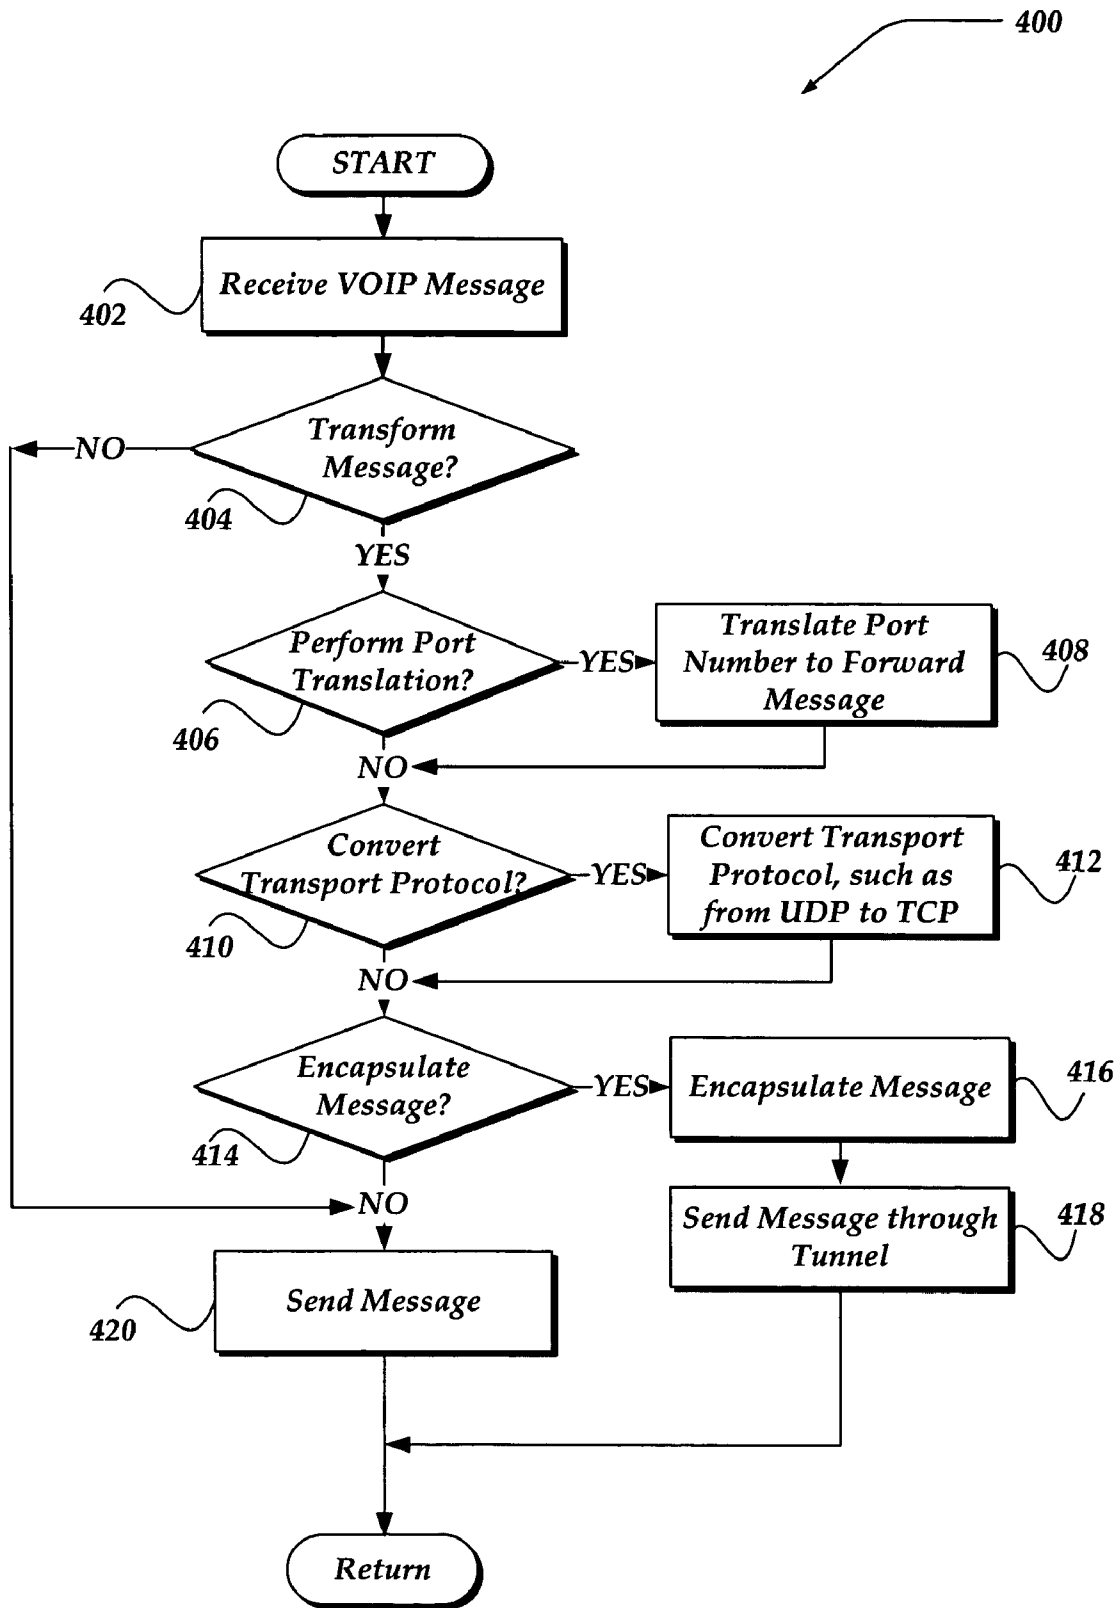 400
START
Receive VOIP Message
402
Transform
Message?
NO
404
YES
Perform Port
Translation?
YES
Translate Port
Number to Forward
Message
408
406
NO
Convert
Transport Protocol?
YES
Convert Transport
Protocol, such as
from UDP to TCP
412
410
NO
Encapsulate
Message?
YES
Encapsulate Message
416
414
NO
Send Message through
Tunnel
418
Send Message
420
Return